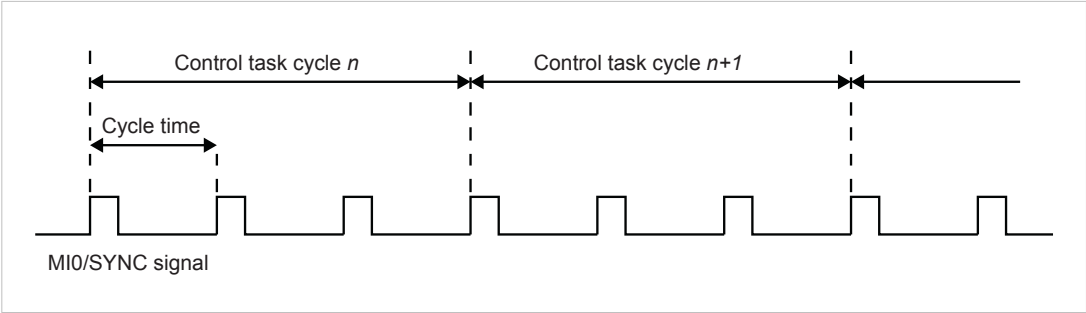 Control task cycle n
Control task cycle n+1
Cycle time
MI0/SYNC signal